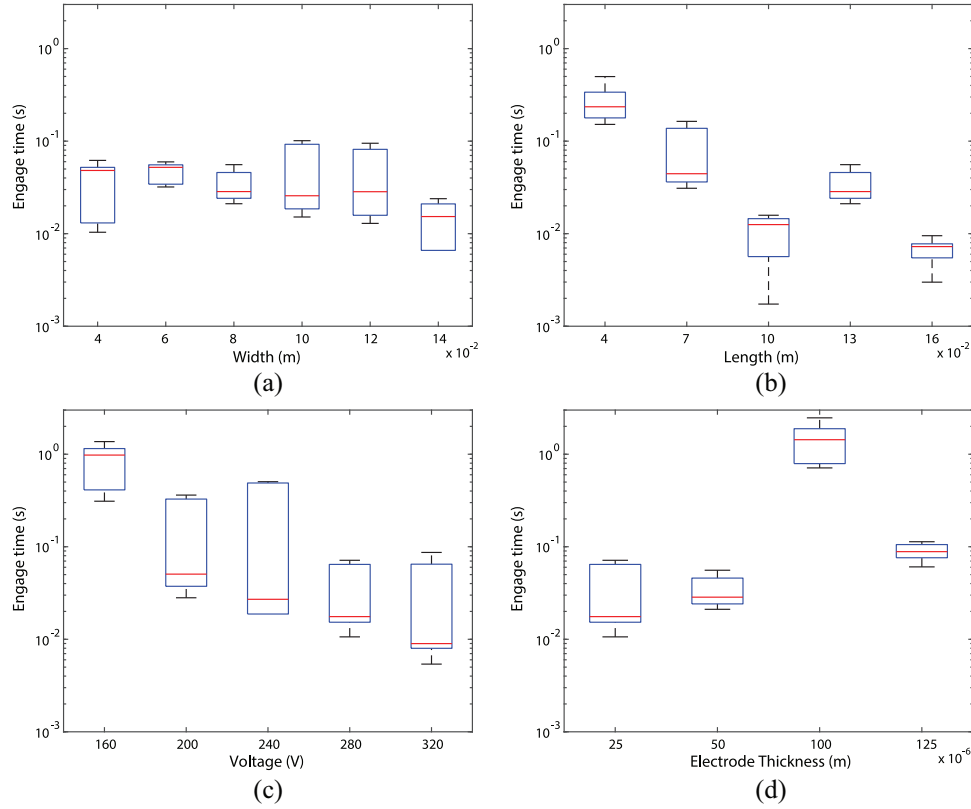 Engage time (s)
10^0
10^-1
10^-2
10^-3
4 6 8 10 12 14
Width (m)
x 10^-2
(a)
Engage time (s)
10^0
10^-1
10^-2
10^-3
4 7 10 13 16
Length (m)
x 10^-2
(b)
Engage time (s)
10^0
10^-1
10^-2
10^-3
160 200 240 280 320
Voltage (V)
(c)
Engage time (s)
10^0
10^-1
10^-2
10^-3
25 50 100 125
Electrode Thickness (m)
x 10^-6
(d)